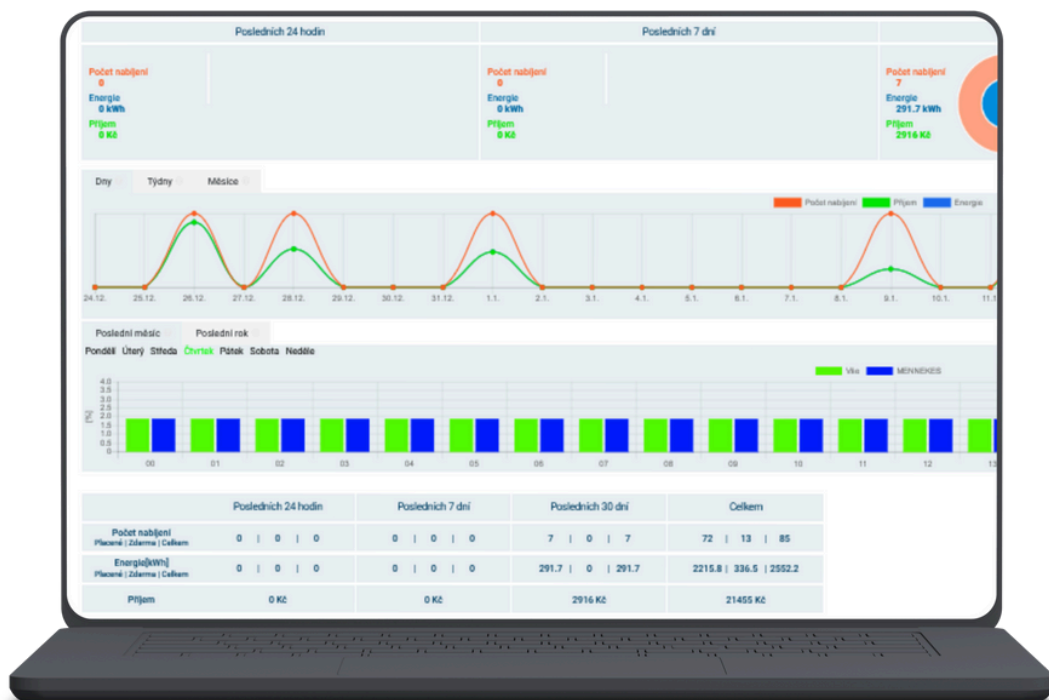 Posledních 24 hodin
Posledních 7 dní
Počet nabíjení
0
Energie
0 kWh
Příjem
0 Kč
Počet nabíjení
0
Energie
0 kWh
Příjem
0 Kč
Počet nabíjení
7
Energie
291.7 kWh
Příjem
2916 Kč
Dny Týdny Měsíce
Počet nabíjení Příjem Energie
24.12. 25.12. 26.12. 27.12. 28.12. 29.12. 30.12. 31.12. 1.1. 2.1. 3.1. 4.1. 5.1. 6.1. 7.1. 8.1. 9.1. 10.1. 11.1
Poslední měsíc Poslední rok
Pondělí Úterý Středa Čtvrtek Pátek Sobota Neděle
Vše MENNEKES
[%]
4.0
3.5
3.0
2.5
2.0
1.5
1.0
0.5
0
00 01 02 03 04 05 06 07 08 09 10 11 12 13
Posledních 24 hodin Posledních 7 dní Posledních 30 dní Celkem
Počet nabíjení
Placené | Zdarma | Celkem
0 | 0 | 0 0 | 0 | 0 7 | 0 | 7 72 | 13 | 85
Energie[kWh]
Placené | Zdarma | Celkem
0 | 0 | 0 0 | 0 | 0 291.7 | 0 | 291.7 2215.8 | 336.5 | 2552.2
Příjem 0 Kč 0 Kč 2916 Kč 21455 Kč